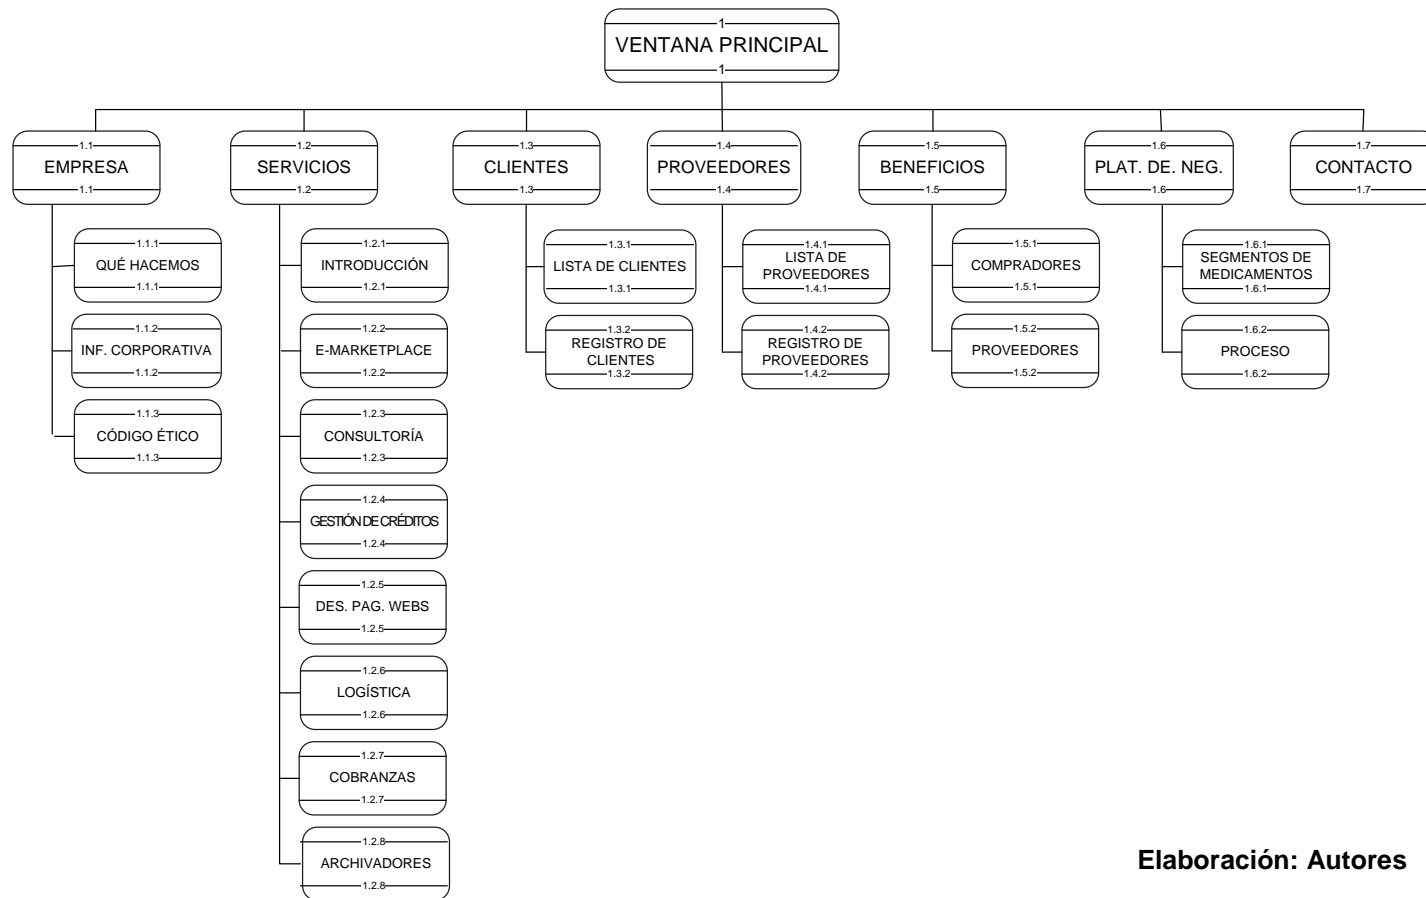 1
VENTANA PRINCIPAL
1
1.1
EMPRESA
1.1
1.2
SERVICIOS
1.2
1.3
CLIENTES
1.3
1.4
PROVEEDORES
1.4
1.5
BENEFICIOS
1.5
1.6
PLAT. DE. NEG.
1.6
1.7
CONTACTO
1.7
1.1.1
QUÉ HACEMOS
1.1.1
1.1.2
INF. CORPORATIVA
1.1.2
1.1.3
CÓDIGO ÉTICO
1.1.3
1.2.1
INTRODUCCIÓN
1.2.1
1.2.2
E-MARKETPLACE
1.2.2
1.2.3
CONSULTORÍA
1.2.3
1.2.4
GESTIÓN DE CRÉDITOS
1.2.4
1.2.5
DES. PAG. WEBS
1.2.5
1.2.6
LOGÍSTICA
1.2.6
1.2.7
COBRANZAS
1.2.7
1.2.8
ARCHIVADORES
1.2.8
1.3.1
LISTA DE CLIENTES
1.3.1
1.3.2
REGISTRO DE
CLIENTES
1.3.2
1.4.1
LISTA DE
PROVEEDORES
1.4.1
1.4.2
REGISTRO DE
PROVEEDORES
1.4.2
1.5.1
COMPRADORES
1.5.1
1.5.2
PROVEEDORES
1.5.2
1.6.1
SEGMENTOS DE
MEDICAMENTOS
1.6.1
1.6.2
PROCESO
1.6.2
Elaboración: Autores